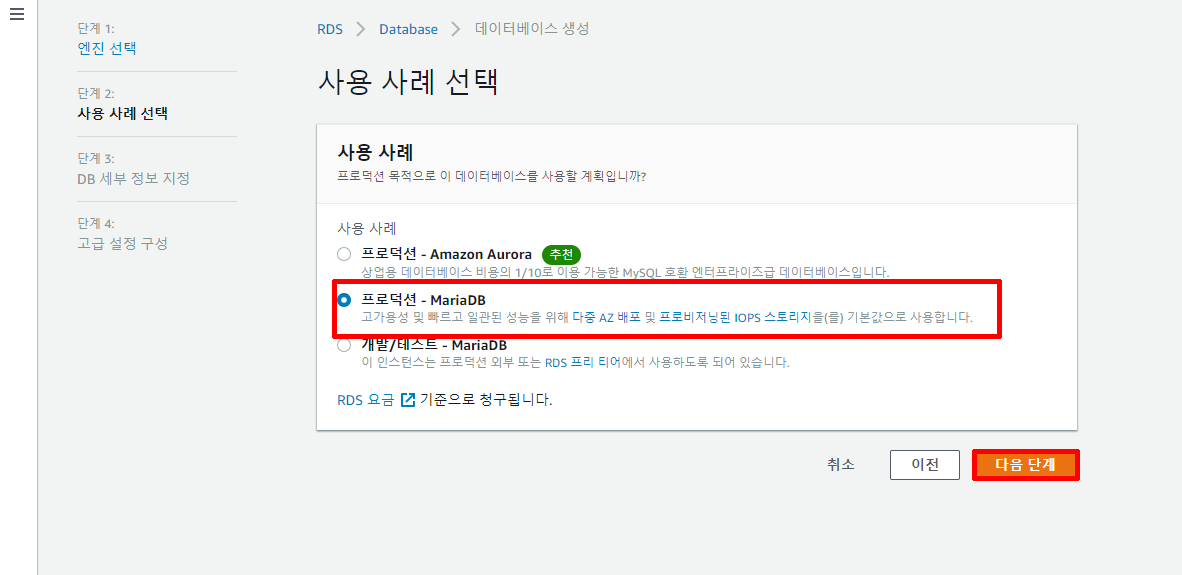 단계 1:
엔진 선택
단계 2:
사용 사례 선택
단계 3:
DB 세부 정보 지정
단계 4:
고급 설정 구성
RDS > Database > 데이터베이스 생성
사용 사례 선택
사용 사례
프로덕션 목적으로 이 데이터베이스를 사용할 계획입니까?
사용 사례
프로덕션 - Amazon Aurora 추천
상업용 데이터베이스 비용의 1/10로 이용 가능한 MySQL 호환 엔터프라이즈급 데이터베이스입니다.
프로덕션 - MariaDB
고가용성 및 빠르고 일관된 성능을 위해 다중 AZ 배포 및 프로비저닝된 IOPS 스토리지을(를) 기본값으로 사용합니다.
개발/테스트 - MariaDB
이 인스턴스는 프로덕션 외부 또는 RDS 프리 티어에서 사용하도록 되어 있습니다.
RDS 요금 기준으로 청구됩니다.
취소 이전 다음 단계